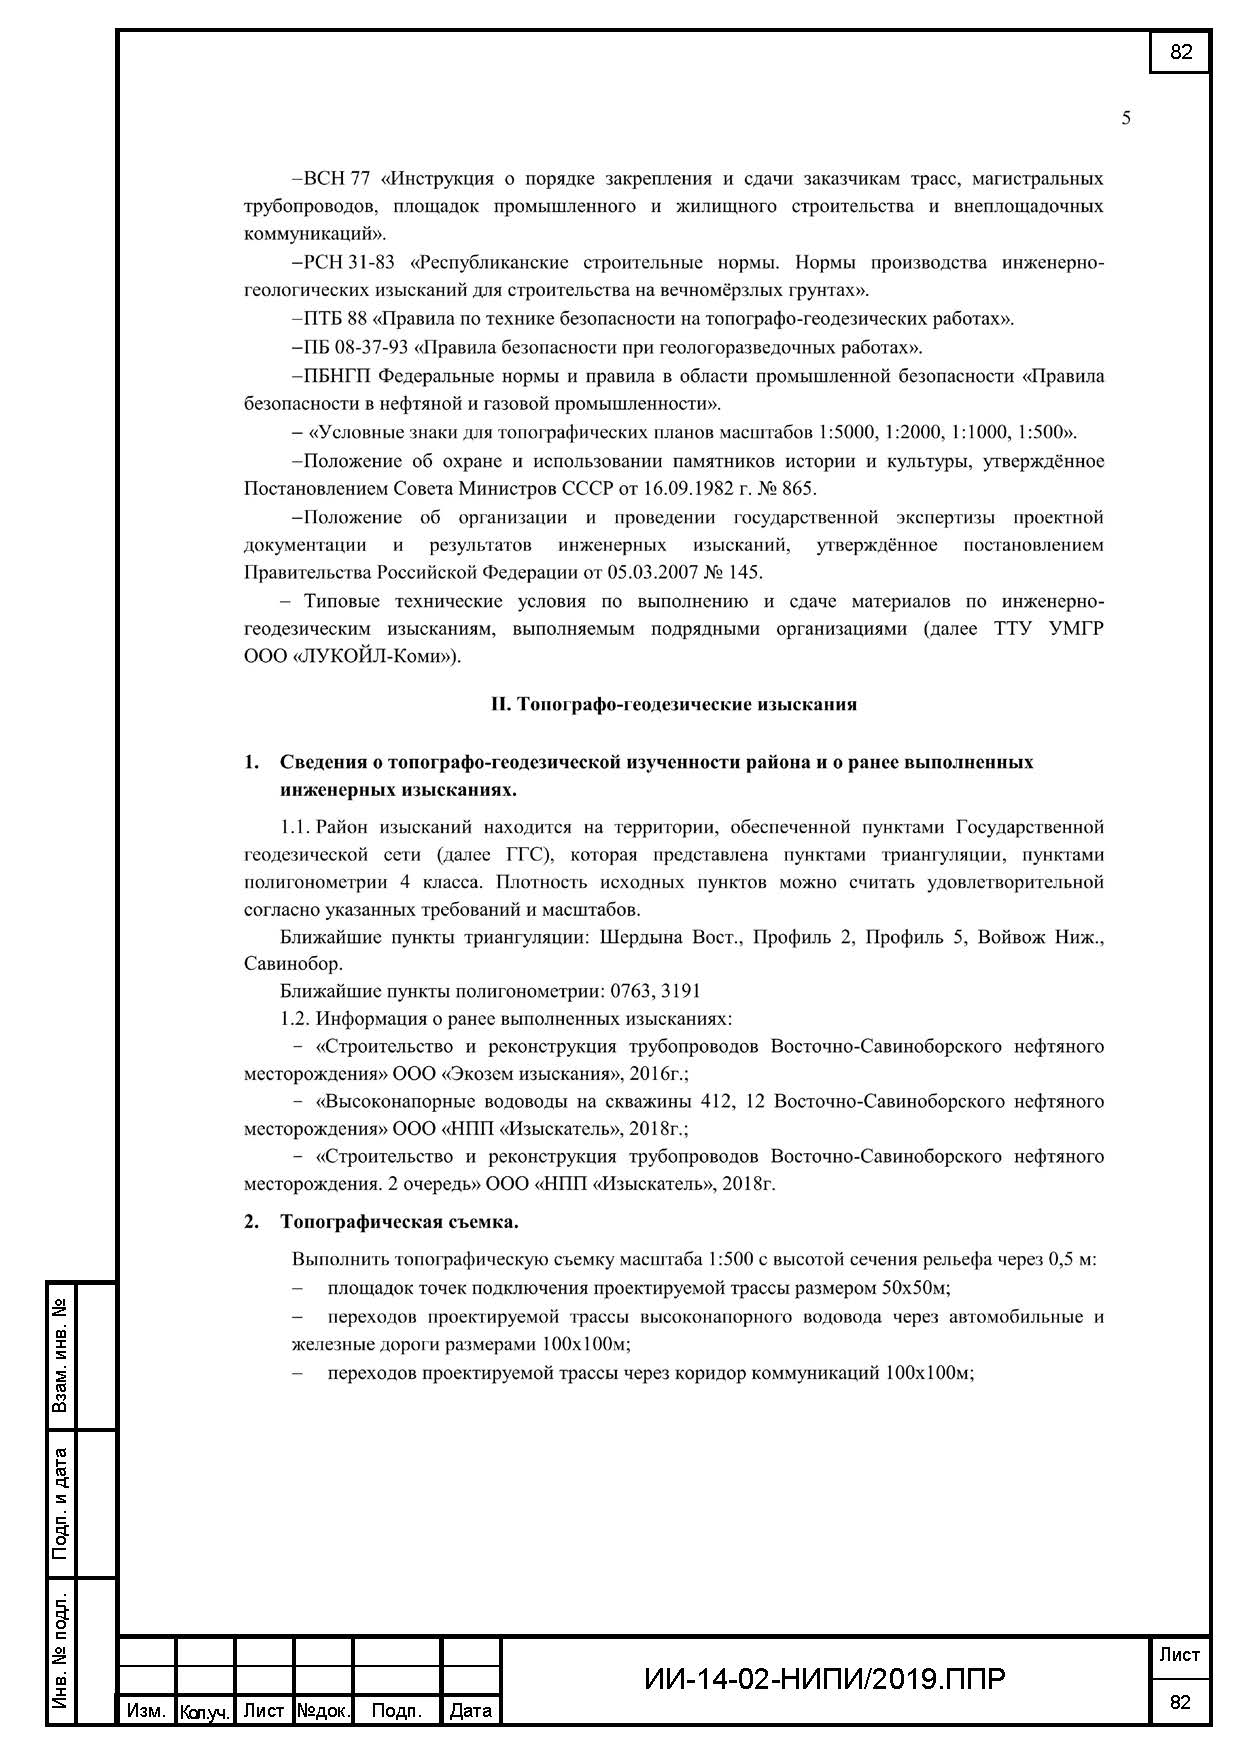 82
5
–ВСН 77 «Инструкция о порядке закрепления и сдачи заказчикам трасс, магистральных
трубопроводов, площадок промышленного и жилищного строительства и внеплощадочных
коммуникаций».
–РСН 31-83 «Республиканские строительные нормы. Нормы производства инженерно-
геологических изысканий для строительства на вечномёрзлых грунтах».
–ПТБ 88 «Правила по технике безопасности на топографо-геодезических работах».
–ПБ 08-37-93 «Правила безопасности при геологоразведочных работах».
–ПБНГП Федеральные нормы и правила в области промышленной безопасности «Правила
безопасности в нефтяной и газовой промышленности».
– «Условные знаки для топографических планов масштабов 1:5000, 1:2000, 1:1000, 1:500».
–Положение об охране и использовании памятников истории и культуры, утверждённое
Постановлением Совета Министров СССР от 16.09.1982 г. № 865.
–Положение об организации и проведении государственной экспертизы проектной
документации и результатов инженерных изысканий, утверждённое постановлением
Правительства Российской Федерации от 05.03.2007 № 145.
– Типовые технические условия по выполнению и сдаче материалов по инженерно-
геодезическим изысканиям, выполняемым подрядными организациями (далее ТТУ УМГР
ООО «ЛУКОЙЛ-Коми»).
II. Топографо-геодезические изыскания
1. Сведения о топографо-геодезической изученности района и о ранее выполненных
инженерных изысканиях.
1.1. Район изысканий находится на территории, обеспеченной пунктами Государственной
геодезической сети (далее ГГС), которая представлена пунктами триангуляции, пунктами
полигонометрии 4 класса. Плотность исходных пунктов можно считать удовлетворительной
согласно указанных требований и масштабов.
Ближайшие пункты триангуляции: Шердына Вост., Профиль 2, Профиль 5, Войвож Ниж.,
Савинобор.
Ближайшие пункты полигонометрии: 0763, 3191
1.2. Информация о ранее выполненных изысканиях:
– «Строительство и реконструкция трубопроводов Восточно-Савиноборского нефтяного
месторождения» ООО «Экозем изыскания», 2016г.;
– «Высоконапорные водоводы на скважины 412, 12 Восточно-Савиноборского нефтяного
месторождения» ООО «НПП «Изыскатель», 2018г.;
– «Строительство и реконструкция трубопроводов Восточно-Савиноборского нефтяного
месторождения. 2 очередь» ООО «НПП «Изыскатель», 2018г.
2. Топографическая съемка.
Выполнить топографическую съемку масштаба 1:500 с высотой сечения рельефа через 0,5 м:
– площадок точек подключения проектируемой трассы размером 50х50м;
– переходов проектируемой трассы высоконапорного водовода через автомобильные и
железные дороги размерами 100х100м;
– переходов проектируемой трассы через коридор коммуникаций 100х100м;
Взам. инв. №
Подп. и дата
Инв. № подл.
Изм. Кол.уч. Лист №док. Подп. Дата
ИИ-14-02-НИПИ/2019.ППР
Лист
82